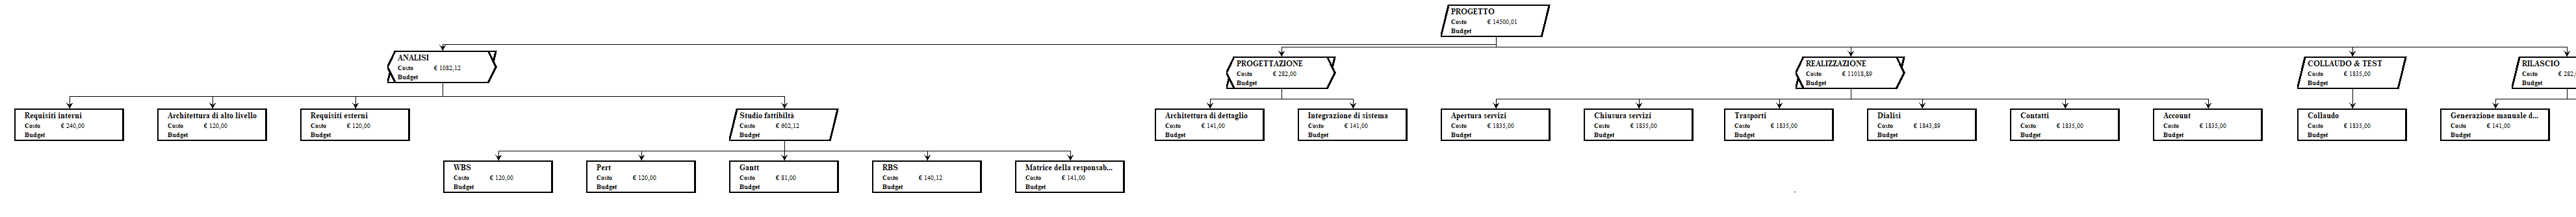 PROGETTO
Costo € 14500,01
Budget
ANALISI
Costo € 1082,12
Budget
PROGETTAZIONE
Costo € 282,00
Budget
REALIZZAZIONE
Costo € 11018,89
Budget
COLLAUDO & TEST
Costo € 1835,00
Budget
RILASCIO
Costo € 282,
Budget
Requisiti interni
Costo € 240,00
Budget
Architettura di alto livello
Costo € 120,00
Budget
Requisiti esterni
Costo € 120,00
Budget
Studio fattibiltà
Costo € 602,12
Budget
Architettura di dettaglio
Costo € 141,00
Budget
Integrazione di sistema
Costo € 141,00
Budget
Apertura servizi
Costo € 1835,00
Budget
Chiusura servizi
Costo € 1835,00
Budget
Trasporti
Costo € 1835,00
Budget
Dialisi
Costo € 1843,89
Budget
Contatti
Costo € 1835,00
Budget
Account
Costo € 1835,00
Budget
Collaudo
Costo € 1835,00
Budget
Generazione manuale d...
Costo € 141,00
Budget
WBS
Costo € 120,00
Budget
Pert
Costo € 120,00
Budget
Gantt
Costo € 81,00
Budget
RBS
Costo € 140,12
Budget
Matrice della responsab...
Costo € 141,00
Budget